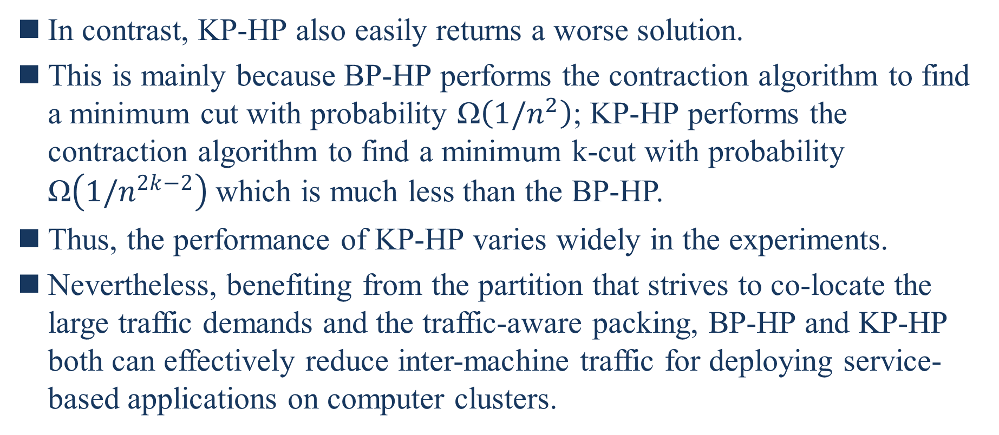 ■ In contrast, KP-HP also easily returns a worse solution.
■ This is mainly because BP-HP performs the contraction algorithm to find
a minimum cut with probability Ω(1/n²); KP-HP performs the
contraction algorithm to find a minimum k-cut with probability
Ω(1/n^{2k−2}) which is much less than the BP-HP.
■ Thus, the performance of KP-HP varies widely in the experiments.
■ Nevertheless, benefiting from the partition that strives to co-locate the
large traffic demands and the traffic-aware packing, BP-HP and KP-HP
both can effectively reduce inter-machine traffic for deploying service-
based applications on computer clusters.